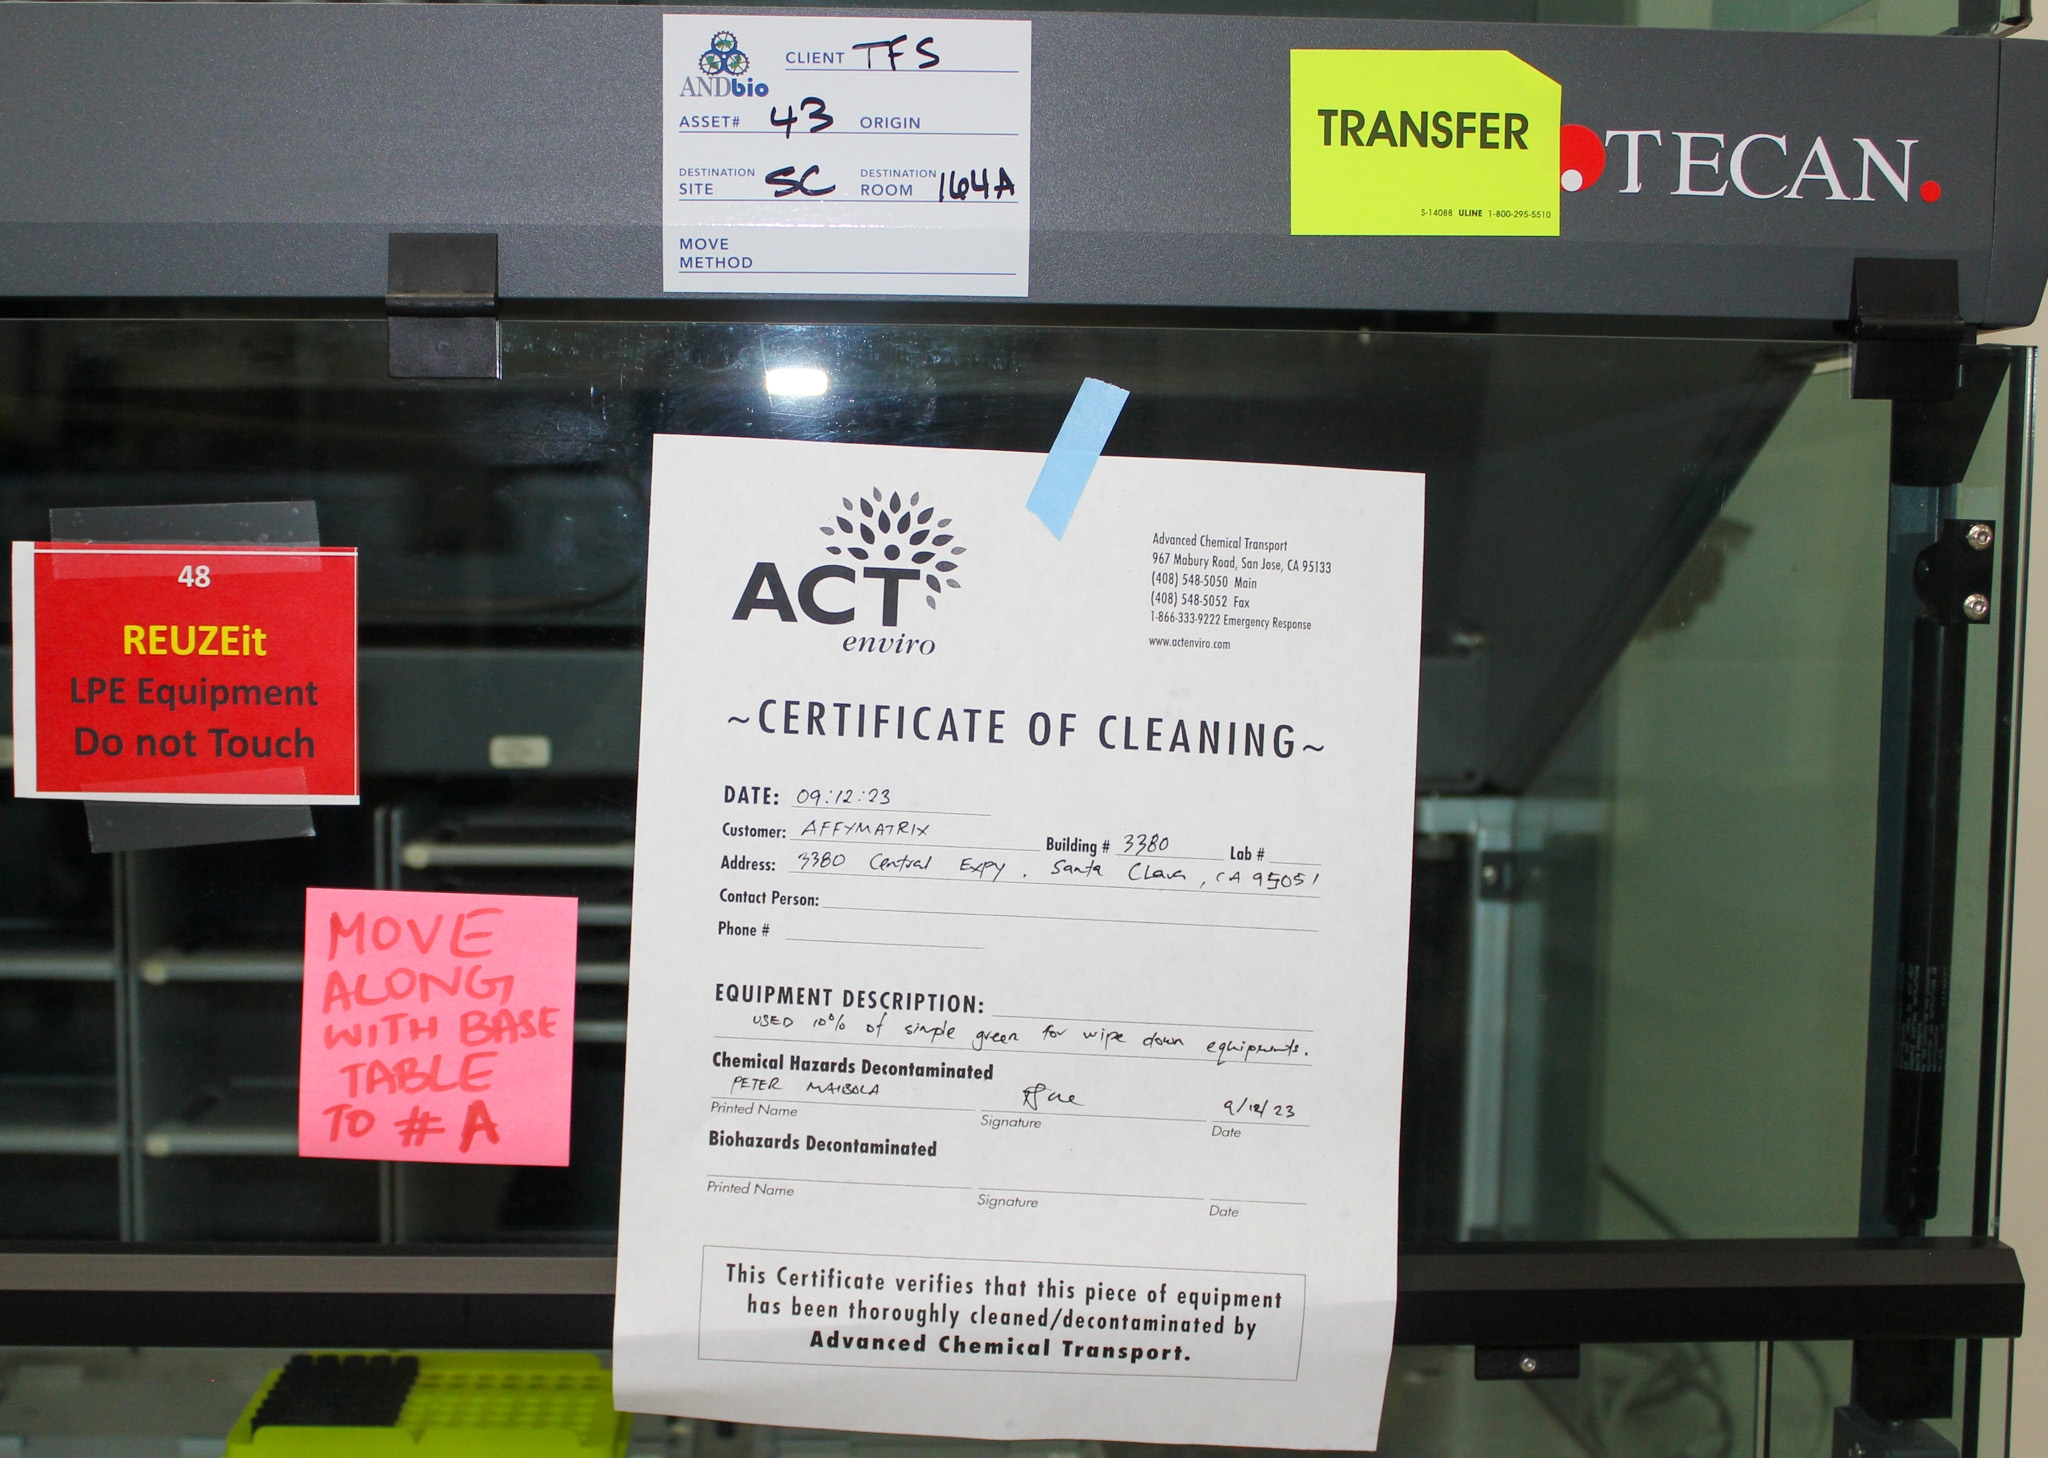 ANDbio
CLIENT TFS
ASSET# 43 ORIGIN
DESTINATION SITE SC DESTINATION ROOM 164A
MOVE METHOD
TRANSFER
S-14088 ULINE 1-800-295-5510
TECAN.
48
REUZEit
LPE Equipment
Do not Touch
MOVE
ALONG
WITH BASE
TABLE
TO # A
ACT
enviro
Advanced Chemical Transport
967 Mabury Road, San Jose, CA 95133
(408) 548-5050 Main
(408) 548-5052 Fax
1-866-333-9222 Emergency Response
www.actenviro.com
~CERTIFICATE OF CLEANING~
DATE: 09:12:23
Customer: AFFYMATRIX Building # 3380 Lab #
Address: 3380 Central Expy, Santa Clara, CA 95051
Contact Person:
Phone #
EQUIPMENT DESCRIPTION:
USED 10% of simple green for wipe down equipments.
Chemical Hazards Decontaminated
PETER MAIBOLA 9/12/23
Printed Name Signature Date
Biohazards Decontaminated
Printed Name Signature Date
This Certificate verifies that this piece of equipment
has been thoroughly cleaned/decontaminated by
Advanced Chemical Transport.